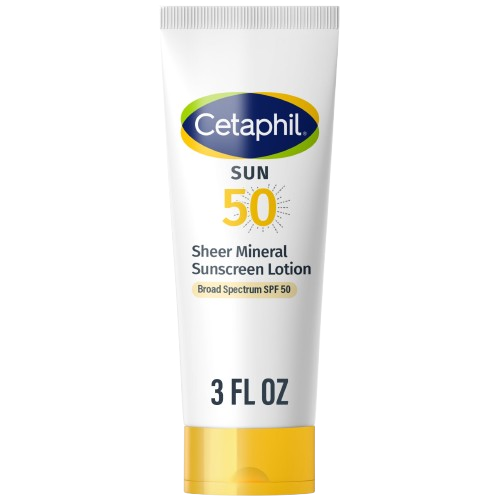 Cetaphil®
SUN
50
Sheer Mineral
Sunscreen Lotion
Broad Spectrum SPF 50
3 FL OZ